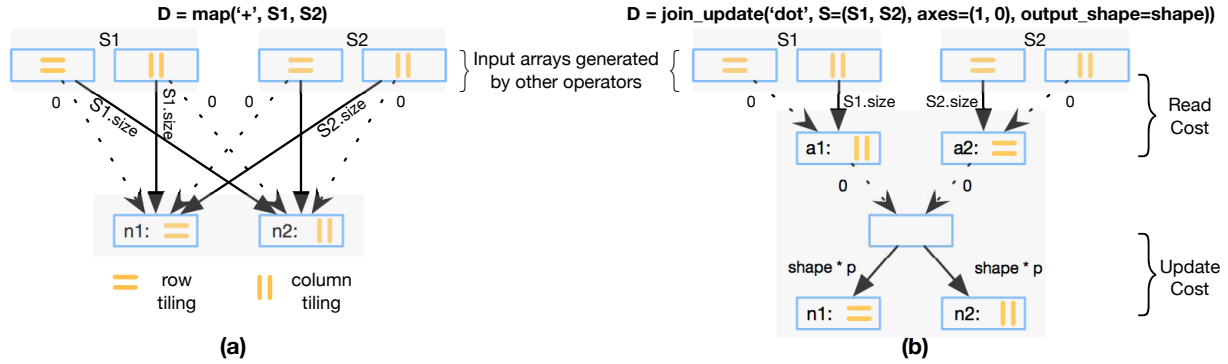 D = map('+', S1, S2)
S1
S2
0
S1.size
S1.size
0
0
S2.size
0
n1:
n2:
row
tiling
column
tiling
(a)
Input arrays generated
by other operators
D = join_update('dot', S=(S1, S2), axes=(1, 0), output_shape=shape))
S1
S2
0
S1.size
S2.size
0
Read
Cost
a1:
a2:
0
0
shape * p
shape * p
Update
Cost
n1:
n2:
(b)